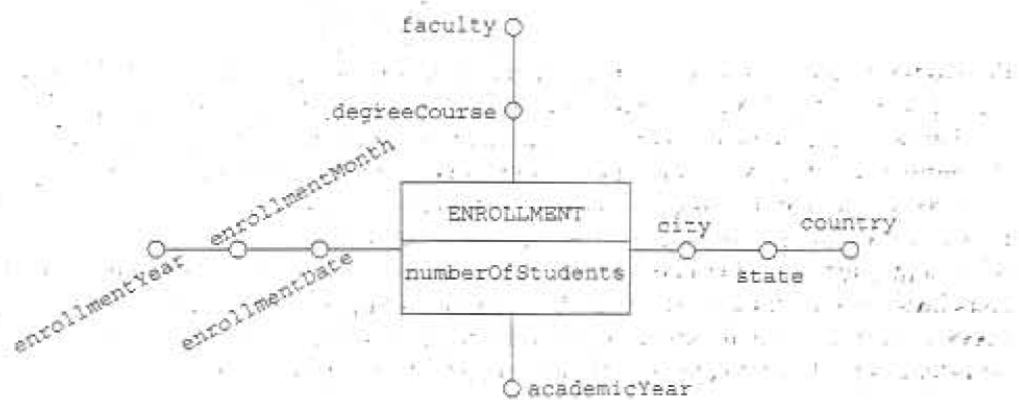 faculty
degreeCourse
enrollmentMonth
ENROLLMENT
city
country
numberOfStudents
state
enrollmentYear
enrollmentDate
academicYear